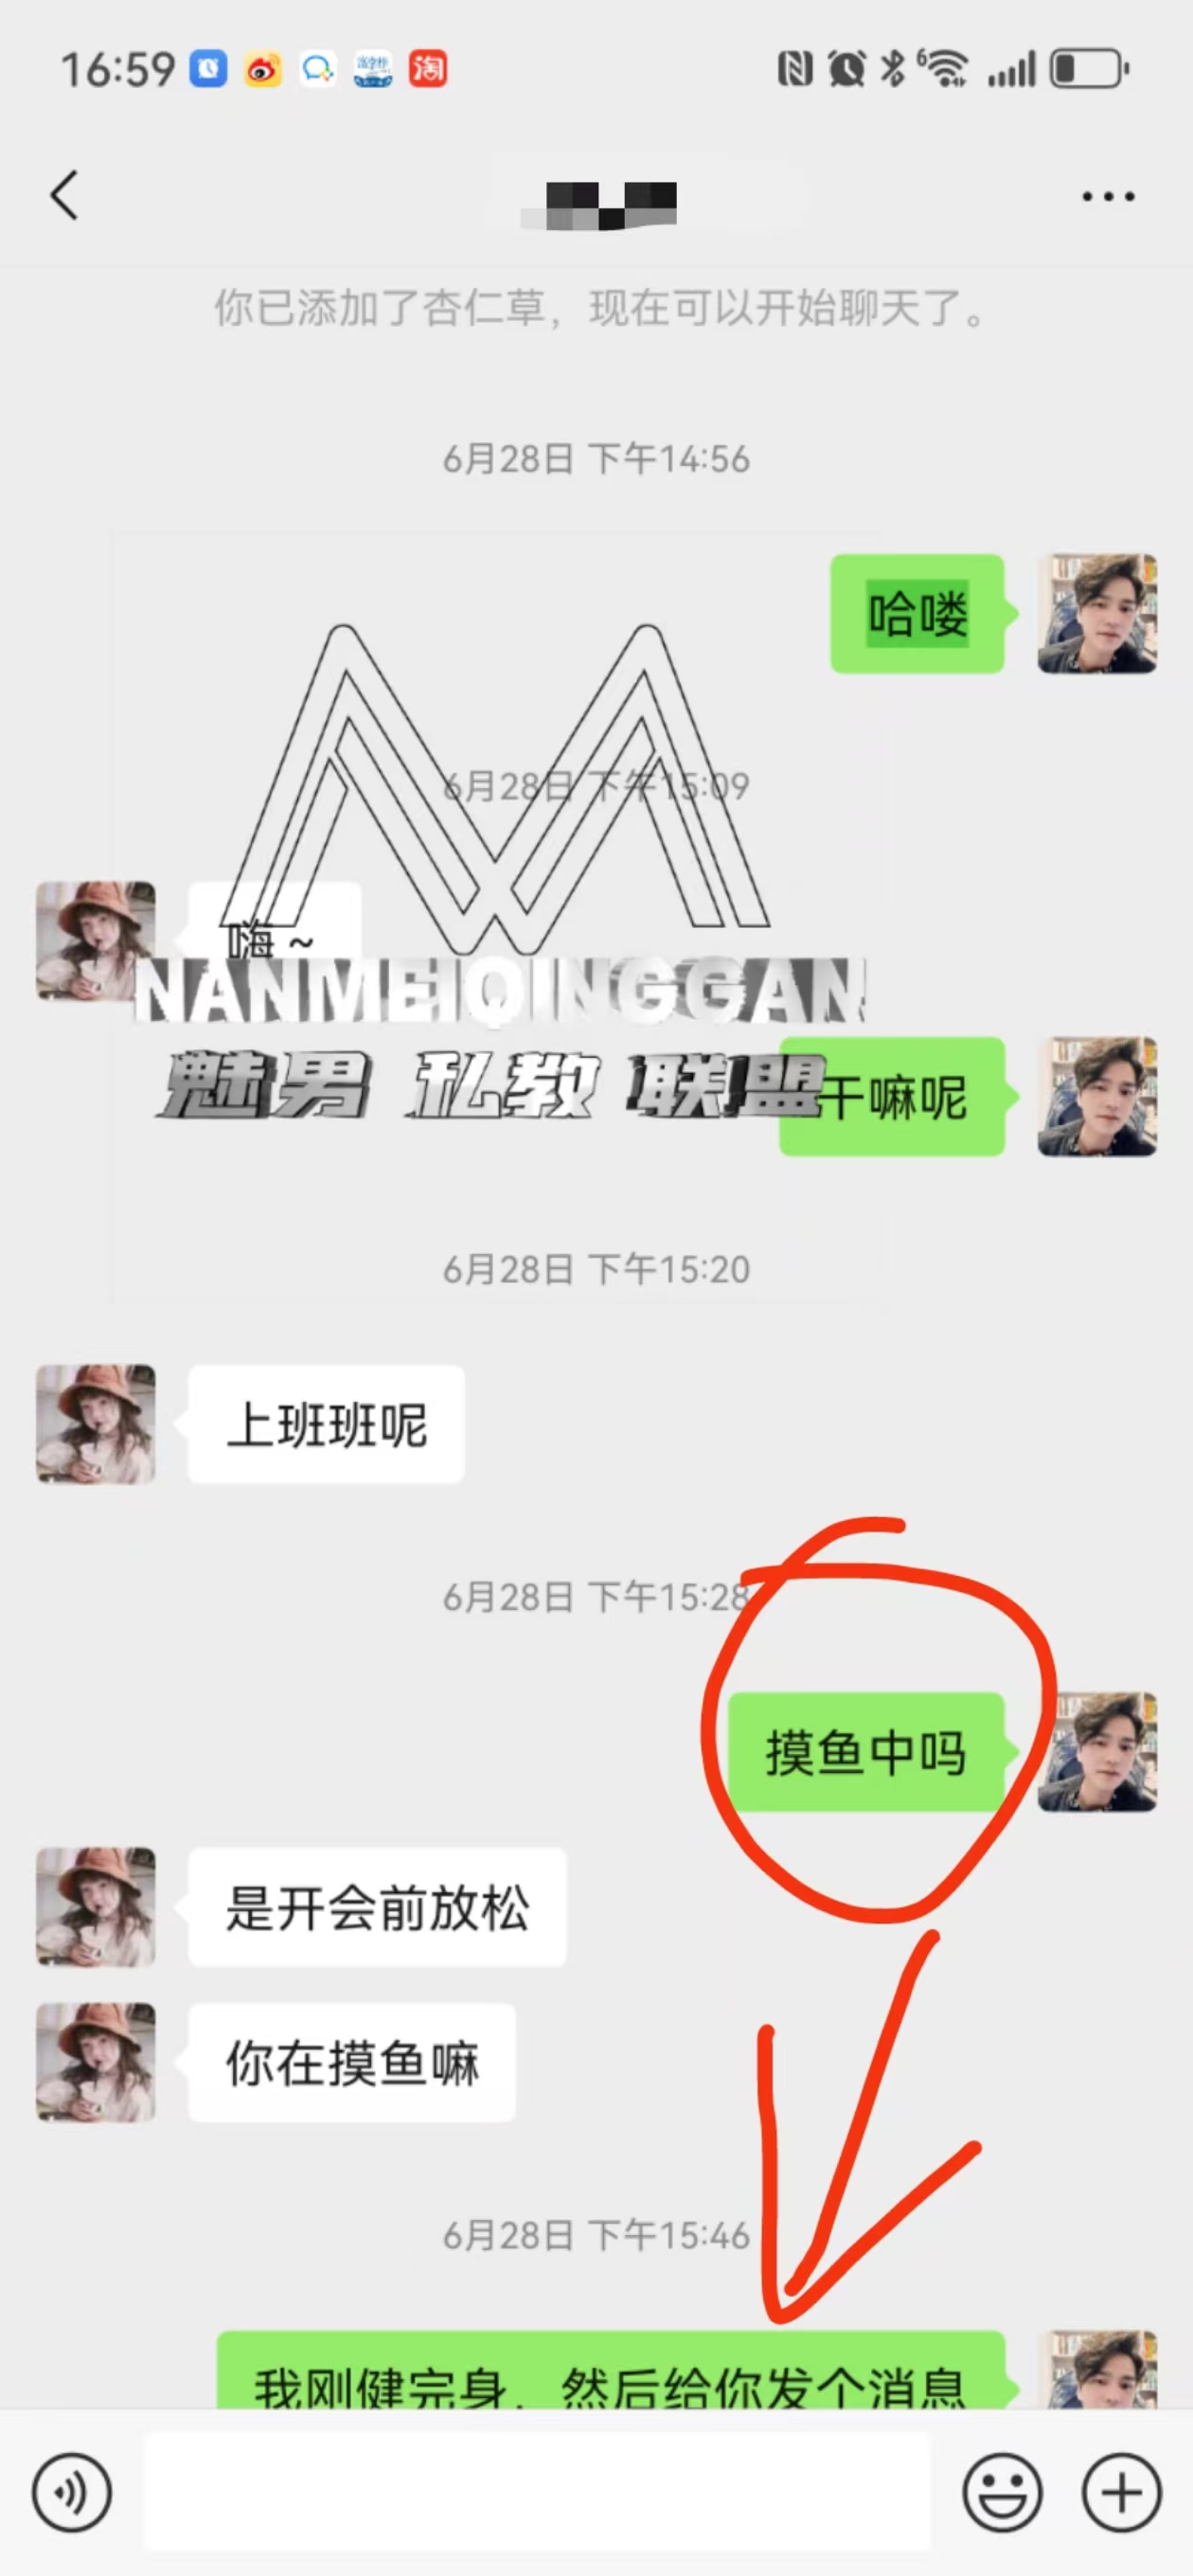 16:59
淘
你已添加了杏仁草，现在可以开始聊天了。
6月28日 下午14:56
哈喽
6月28日 下午15:09
嗨～
NANMEIQINGGAN
魅男 私教 联盟
干嘛呢
6月28日 下午15:20
上班班呢
6月28日 下午15:28
摸鱼中吗
是开会前放松
你在摸鱼嘛
6月28日 下午15:46
我刚健完身，然后给你发个消息